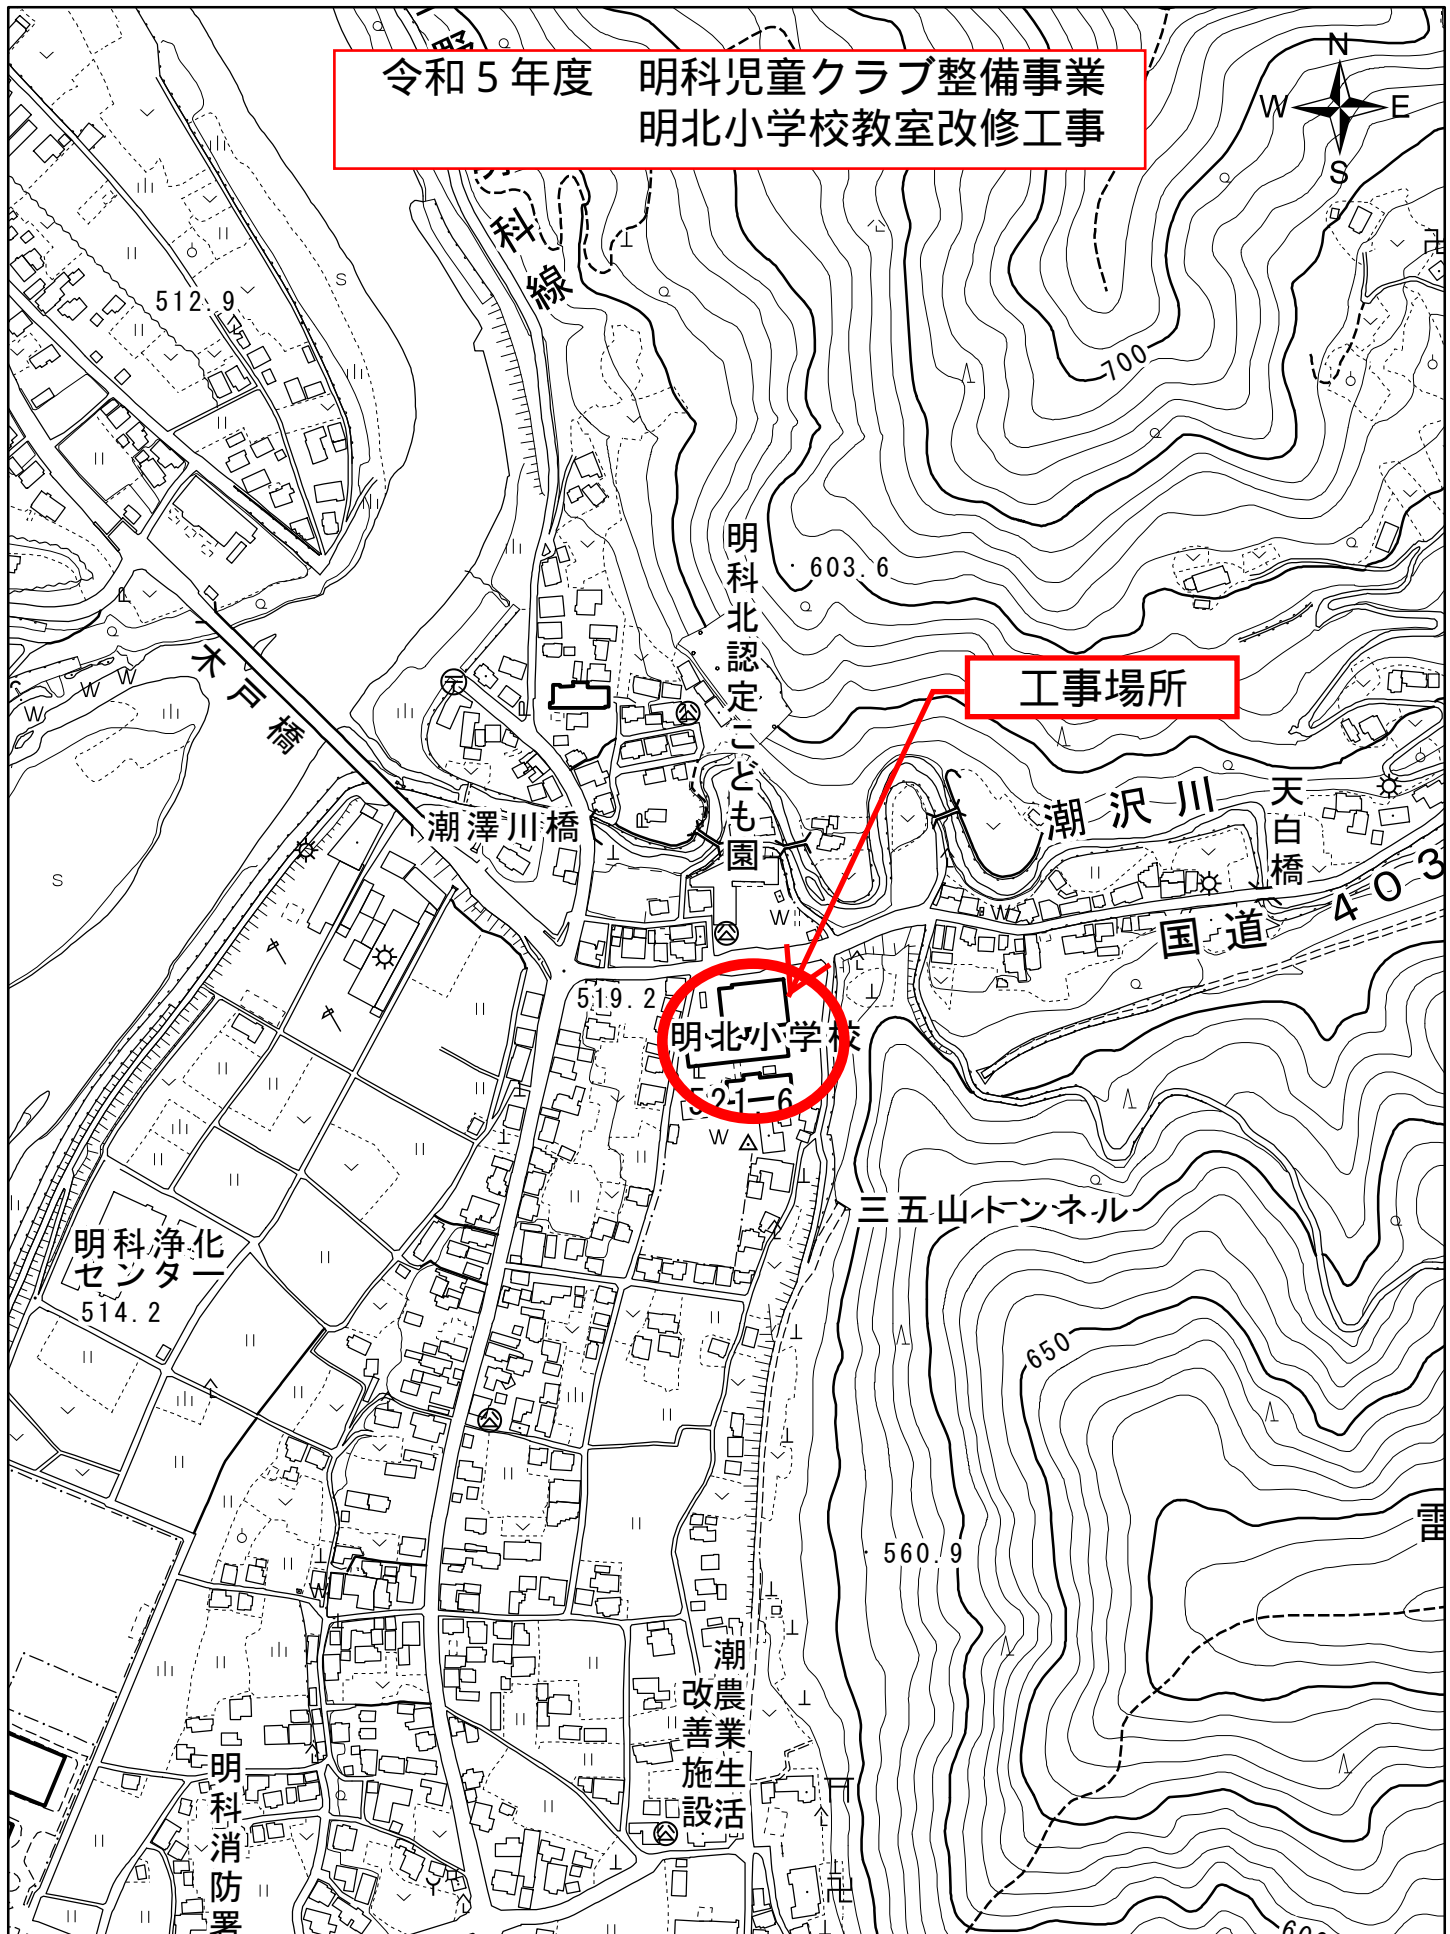 令和５年度　明科児童クラブ整備事業
明北小学校教室改修工事
N
W
E
S
科線
512.9
700
603.6
明科北認定こども園
木戸橋
工事場所
潮澤川橋
潮沢川
天白橋
国道403
519.2
明北小学校
521.6
三五山トンネル
明科浄化
センター
514.2
650
560.9
雷
潮農業生活
改善施設
明科消防署